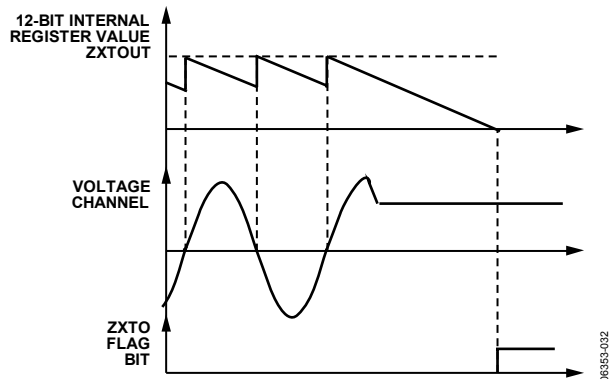 12-BIT INTERNAL
REGISTER VALUE
ZXTOUT
VOLTAGE
CHANNEL
ZXTO
FLAG
BIT
06353-032